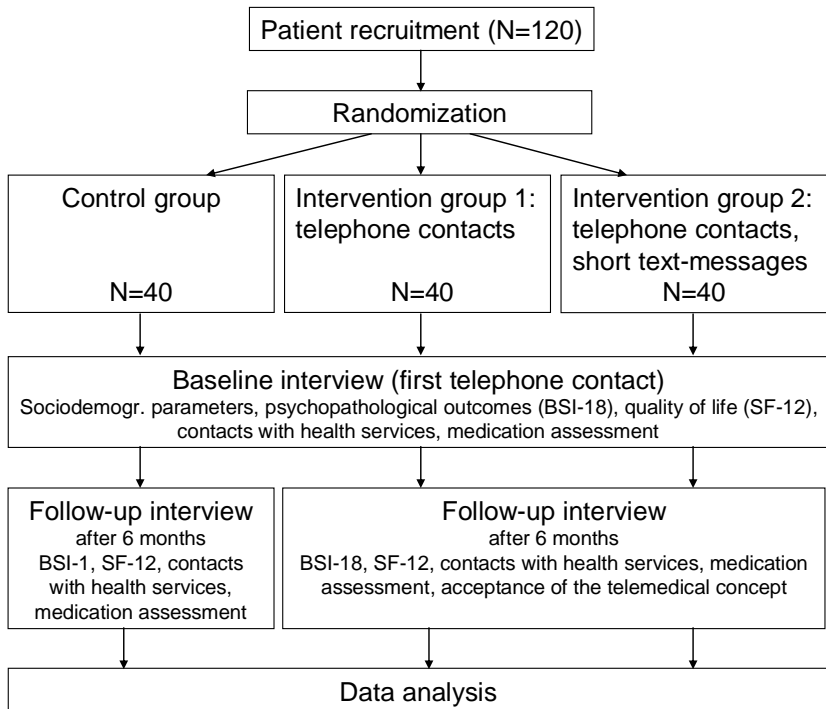 Patient recruitment (N=120)
Randomization
Control group
N=40
Intervention group 1:
telephone contacts
N=40
Intervention group 2:
telephone contacts,
short text-messages
N=40
Baseline interview (first telephone contact)
Sociodemogr. parameters, psychopathological outcomes (BSI-18), quality of life (SF-12),
contacts with health services, medication assessment
Follow-up interview
after 6 months
BSI-1, SF-12, contacts
with health services,
medication assessment
Follow-up interview
after 6 months
BSI-18, SF-12, contacts with health services, medication
assessment, acceptance of the telemedical concept
Data analysis